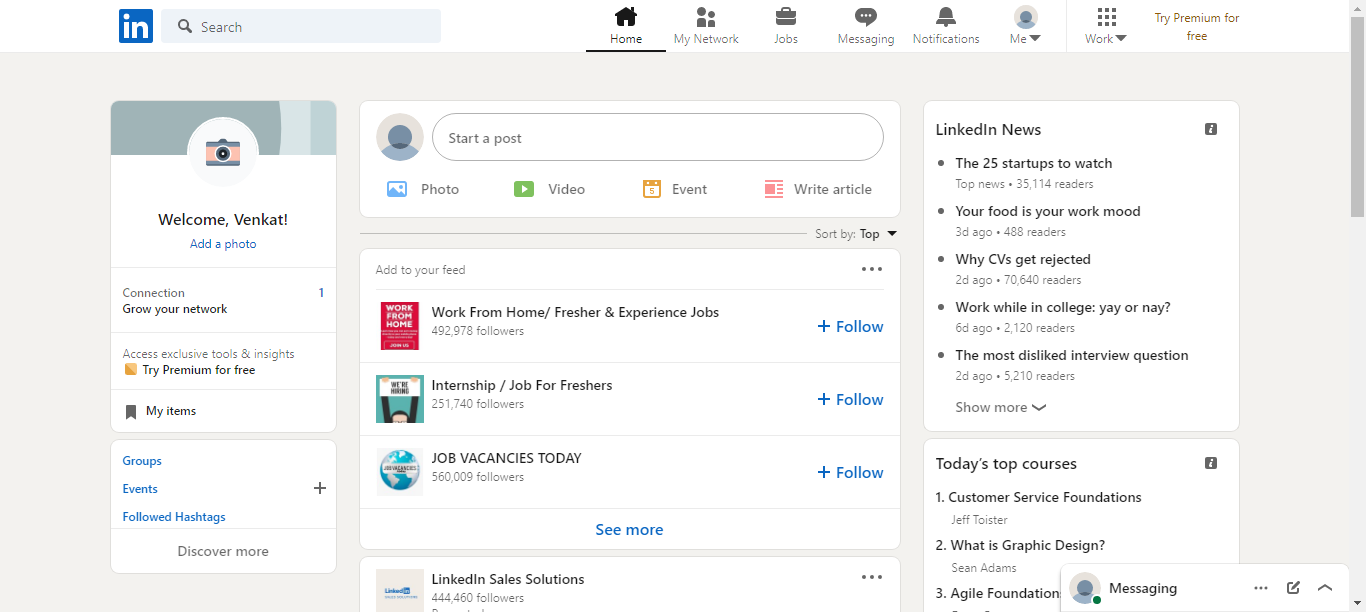 in
Search
Home
My Network
Jobs
Messaging
Notifications
Me
Work
Try Premium for
free
Welcome, Venkat!
Add a photo
Connection 1
Grow your network
Access exclusive tools & insights
Try Premium for free
My items
Groups
Events
Followed Hashtags
Discover more
Start a post
Photo
Video
5
Event
Write article
Sort by: Top
Add to your feed
WORK
FROM
HOME
JOIN US
Work From Home/ Fresher & Experience Jobs
492,978 followers
+ Follow
WE'RE
HIRING
Internship / Job For Freshers
251,740 followers
+ Follow
JOB VACANCIES
TODAY
JOB VACANCIES TODAY
560,009 followers
+ Follow
See more
LinkedIn
SALES SOLUTIONS
LinkedIn Sales Solutions
444,460 followers
LinkedIn News
The 25 startups to watch
Top news • 35,114 readers
Your food is your work mood
3d ago • 488 readers
Why CVs get rejected
2d ago • 70,640 readers
Work while in college: yay or nay?
6d ago • 2,120 readers
The most disliked interview question
2d ago • 5,210 readers
Show more
Today’s top courses
1. Customer Service Foundations
Jeff Toister
2. What is Graphic Design?
Sean Adams
3. Agile Foundations
Messaging